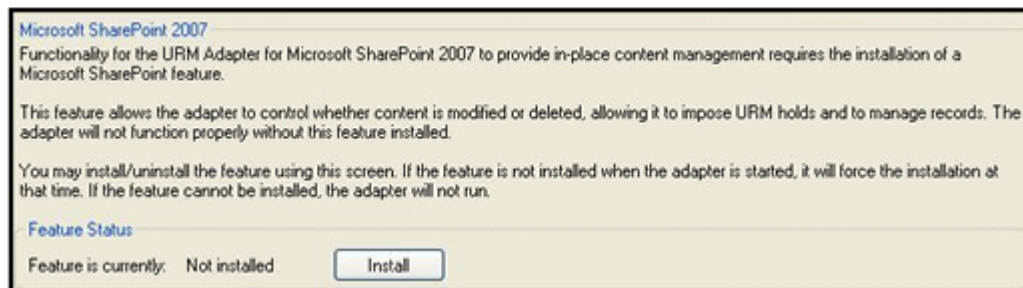 Microsoft SharePoint 2007
Functionality for the URM Adapter for Microsoft SharePoint 2007 to provide in-place content management requires the installation of a
Microsoft SharePoint feature.
This feature allows the adapter to control whether content is modified or deleted, allowing it to impose URM holds and to manage records. The
adapter will not function properly without this feature installed.
You may install/uninstall the feature using this screen. If the feature is not installed when the adapter is started, it will force the installation at
that time. If the feature cannot be installed, the adapter will not run.
Feature Status
Feature is currently: Not installed Install